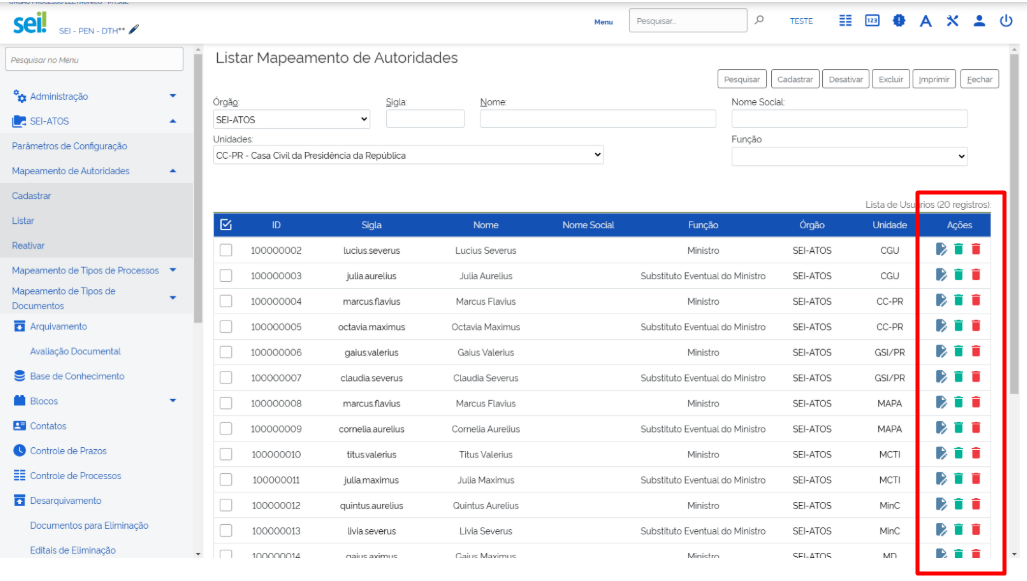 sei!
SEI - PEN - DTH**
Menu
Pesquisar...
TESTE
123
A
Pesquisar no Menu
Administração
SEI-ATOS
Parâmetros de Configuração
Mapeamento de Autoridades
Cadastrar
Listar
Reativar
Mapeamento de Tipos de Processos
Mapeamento de Tipos de
Documentos
Arquivamento
Avaliação Documental
Base de Conhecimento
Blocos
Contatos
Controle de Prazos
Controle de Processos
Desarquivamento
Documentos para Eliminação
Editais de Eliminação
Listar Mapeamento de Autoridades
Pesquisar Cadastrar Desativar Excluir Imprimir Fechar
Órgão: Sigla: Nome: Nome Social:
SEI-ATOS
Unidades: Função
CC-PR - Casa Civil da Presidência da República
Lista de Usuários (20 registros):
ID Sigla Nome Nome Social Função Órgão Unidade Ações
100000002 lucius.severus Lucius Severus Ministro SEI-ATOS CGU
100000003 julia.aurelius Julia Aurelius Substituto Eventual do Ministro SEI-ATOS CGU
100000004 marcus.flavius Marcus Flavius Ministro SEI-ATOS CC-PR
100000005 octavia.maximus Octavia Maximus Substituto Eventual do Ministro SEI-ATOS CC-PR
100000006 gaius.valerius Gaius Valerius Ministro SEI-ATOS GSI/PR
100000007 claudia.severus Claudia Severus Substituto Eventual do Ministro SEI-ATOS GSI/PR
100000008 marcus.flavius Marcus Flavius Ministro SEI-ATOS MAPA
100000009 cornelia.aurelius Cornelia Aurelius Substituto Eventual do Ministro SEI-ATOS MAPA
100000010 titus.valerius Titus Valerius Ministro SEI-ATOS MCTI
100000011 julia.maximus Julia Maximus Substituto Eventual do Ministro SEI-ATOS MCTI
100000012 quintus.aurelius Quintus Aurelius Ministro SEI-ATOS MinC
100000013 livia.severus Livia Severus Substituto Eventual do Ministro SEI-ATOS MinC
100000014 gaius.aximus Gaius Maximus Ministro SEI-ATOS MD